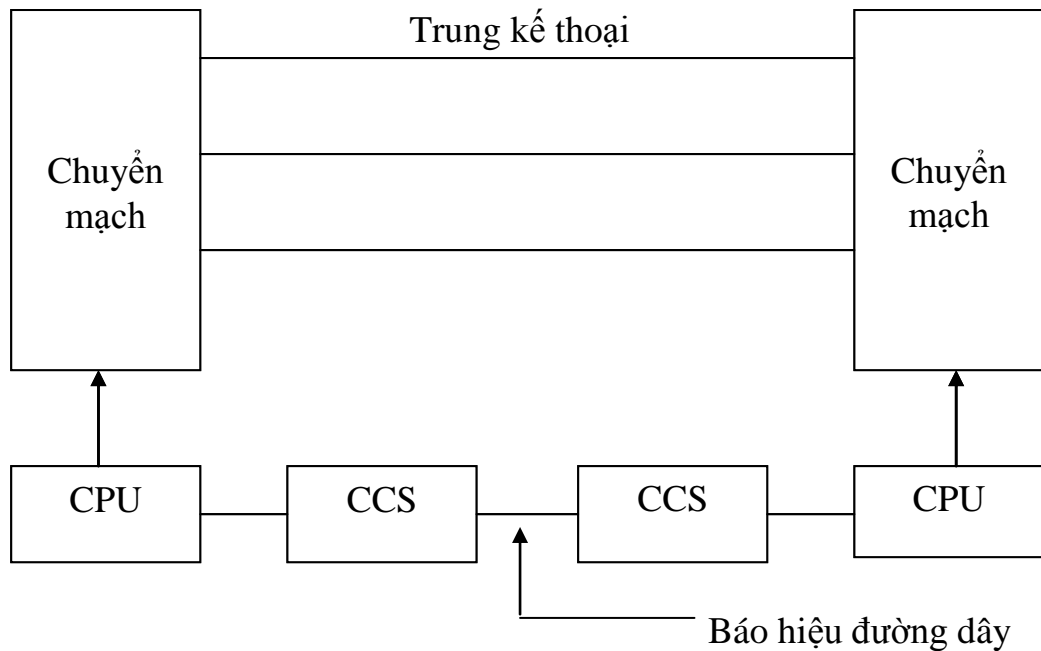 Trung kế thoại
Chuyển
mạch
Chuyển
mạch
CPU
CCS
CCS
CPU
Báo hiệu đường dây